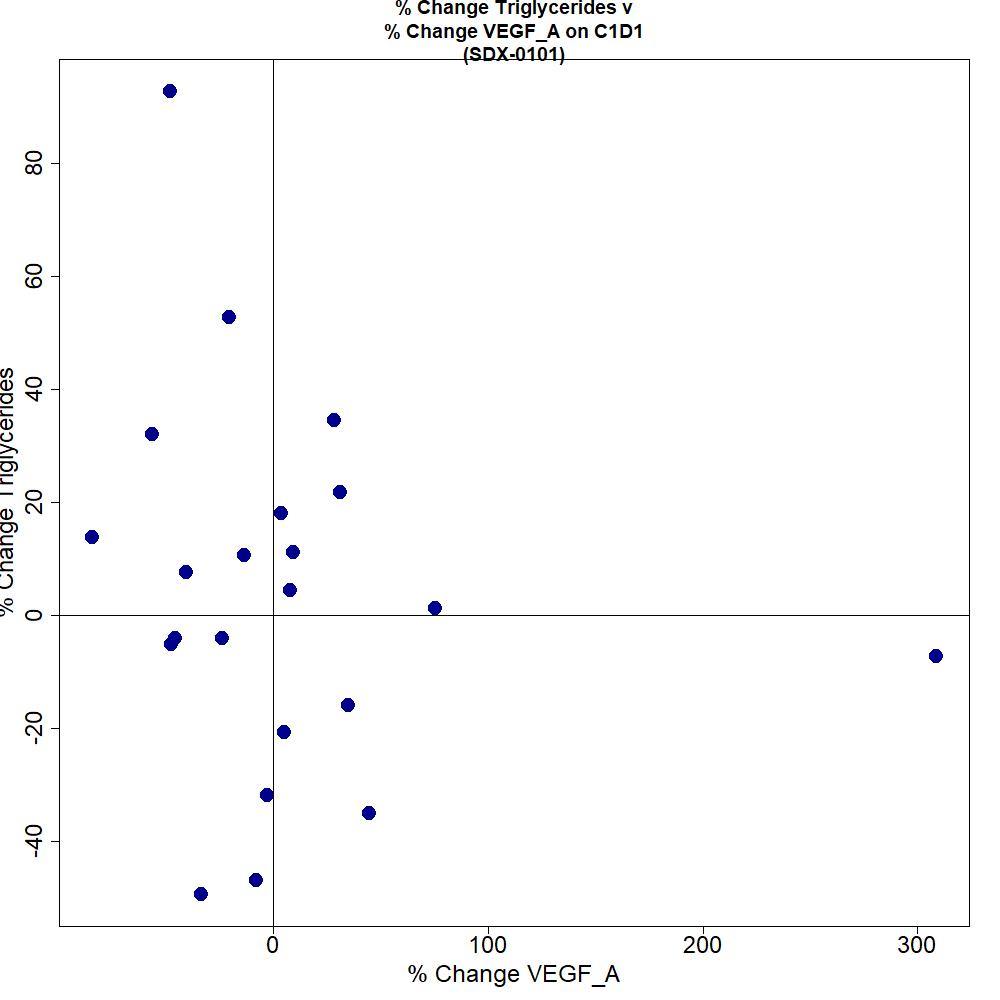 % Change Triglycerides v
% Change VEGF_A on C1D1
(SDX-0101)
% Change Triglycerides
80
60
40
20
0
-20
-40
0 100 200 300
% Change VEGF_A